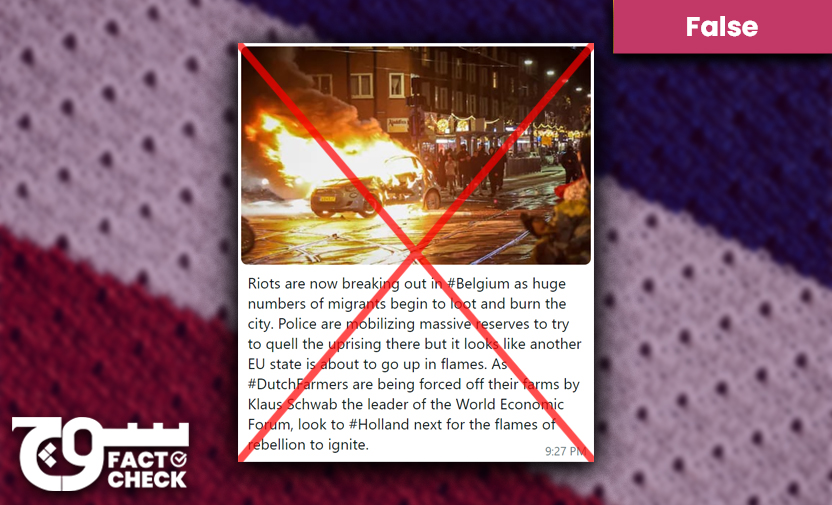 False
Riots are now breaking out in #Belgium as huge
numbers of migrants begin to loot and burn the
city. Police are mobilizing massive reserves to try
to quell the uprising there but it looks like another
EU state is about to go up in flames. As
#DutchFarmers are being forced off their farms by
Klaus Schwab the leader of the World Economic
Forum, look to #Holland next for the flames of
rebellion to ignite.
9:27 PM
FACT
CHECK